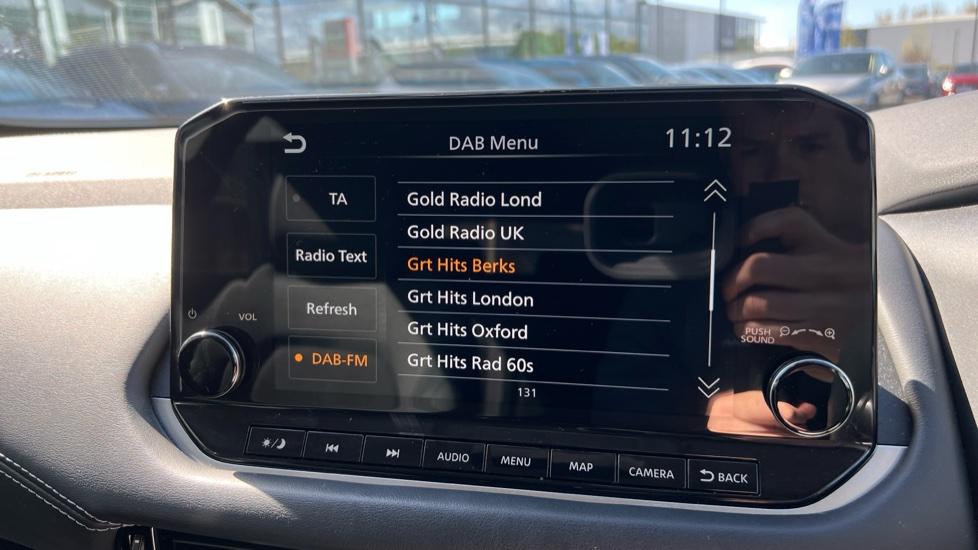 DAB Menu
11:12
TA
Radio Text
Refresh
DAB-FM
Gold Radio Lond
Gold Radio UK
Grt Hits Berks
Grt Hits London
Grt Hits Oxford
Grt Hits Rad 60s
131
VOL
PUSH
SOUND
AUDIO
MENU
MAP
CAMERA
BACK